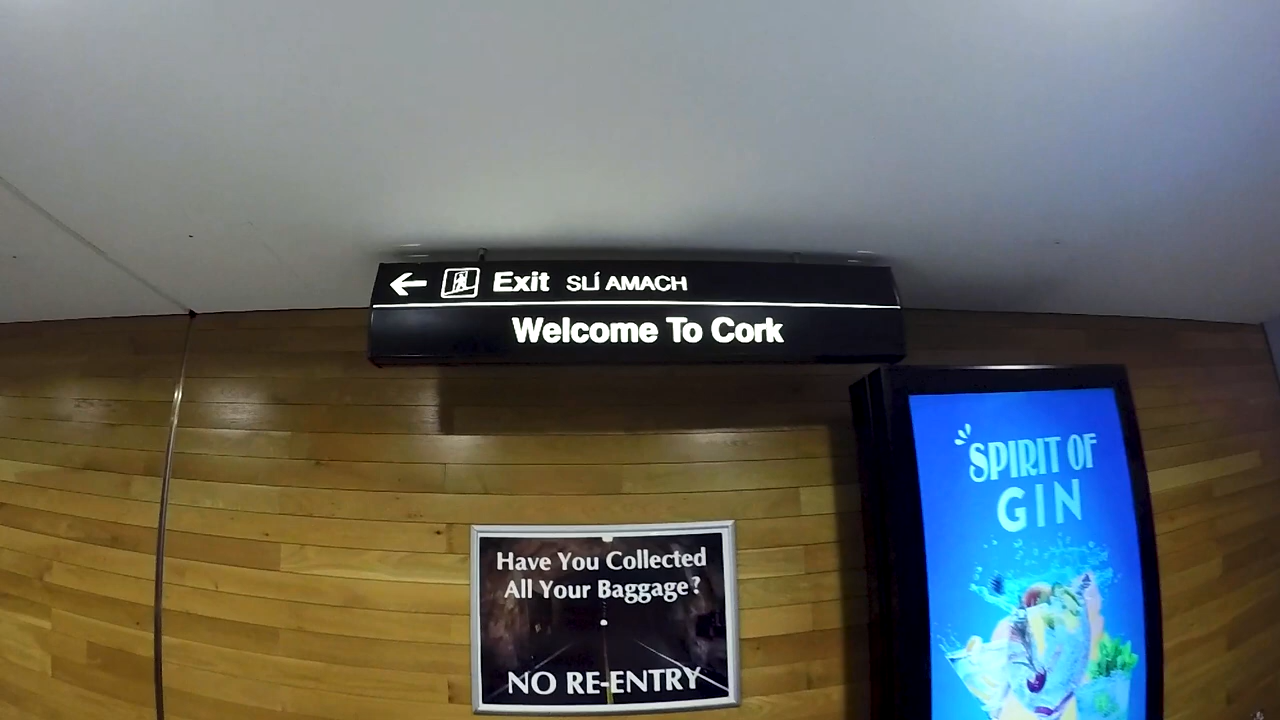 Exit SLÍ AMACH
Welcome To Cork
Have You Collected
All Your Baggage?
NO RE-ENTRY
SPIRIT OF
GIN